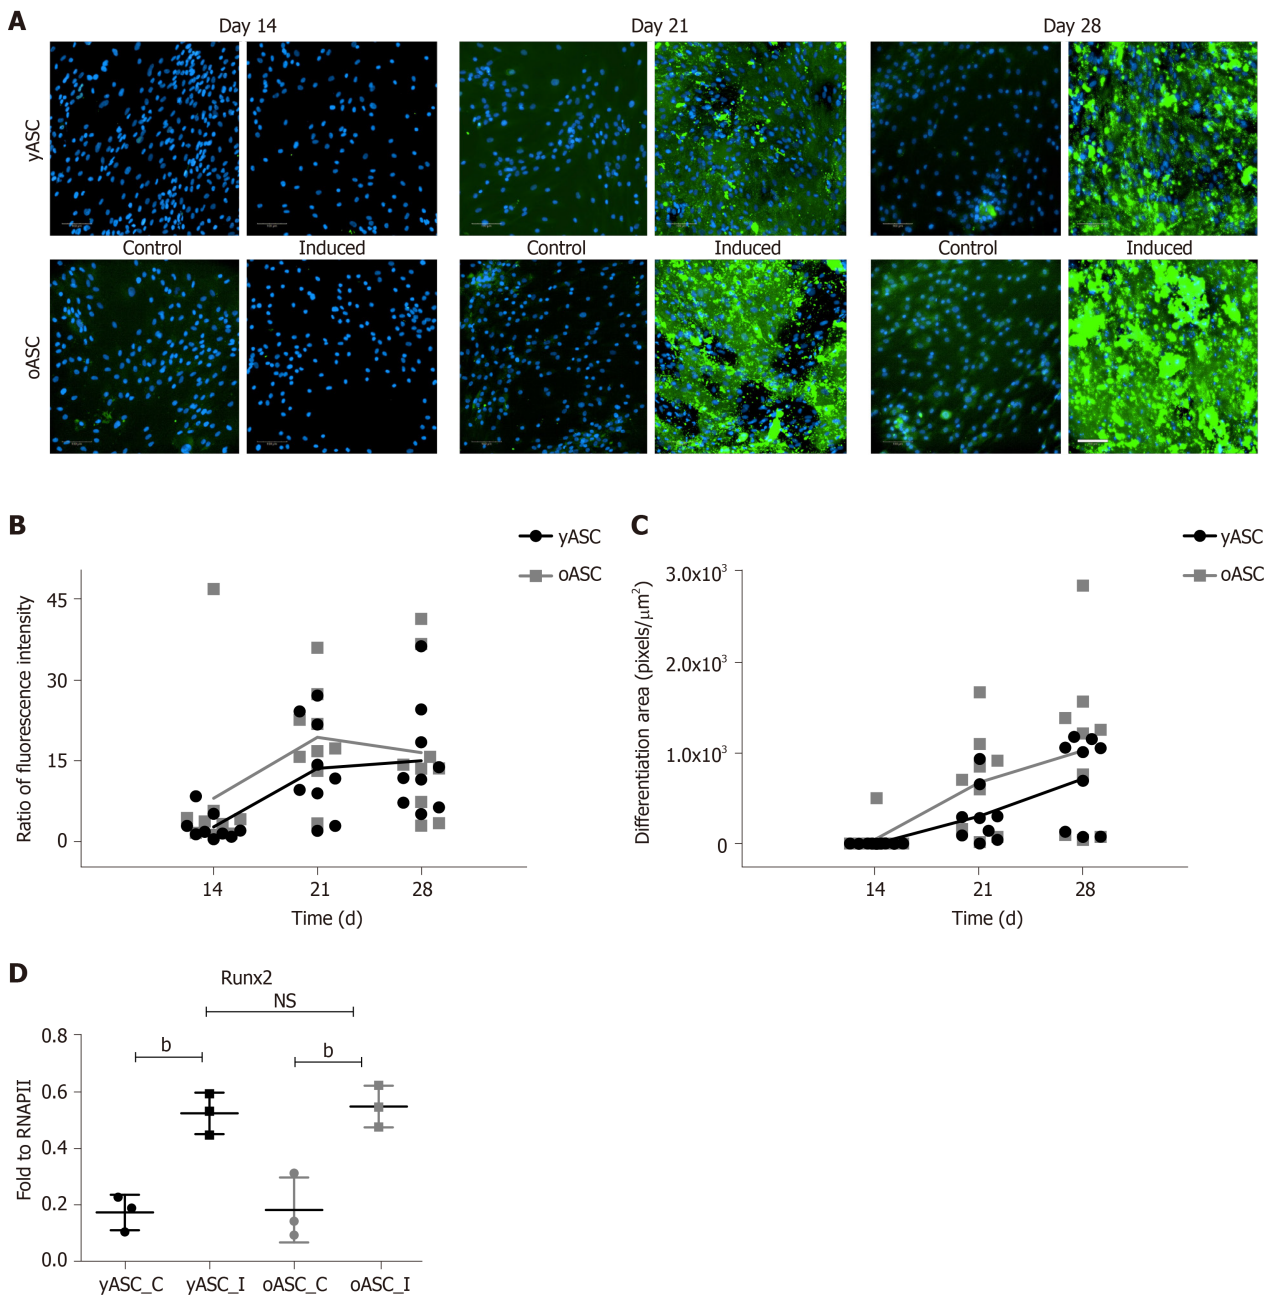 A
Day 14
Day 21
Day 28
yASC
Control
Induced
Control
Induced
Control
Induced
oASC
B
yASC
oASC
Ratio of fluorescence intensity
45
30
15
0
14
21
28
Time (d)
C
yASC
oASC
Differentiation area (pixels/μm²)
3.0x10³
2.0x10³
1.0x10³
0
14
21
28
Time (d)
D
Runx2
NS
b
b
Fold to RNAPII
0.8
0.6
0.4
0.2
0.0
yASC_C
yASC_I
oASC_C
oASC_I